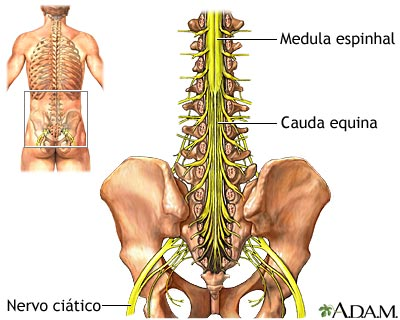 Medula espinhal
Cauda equina
Nervo ciático
A.D.A.M.